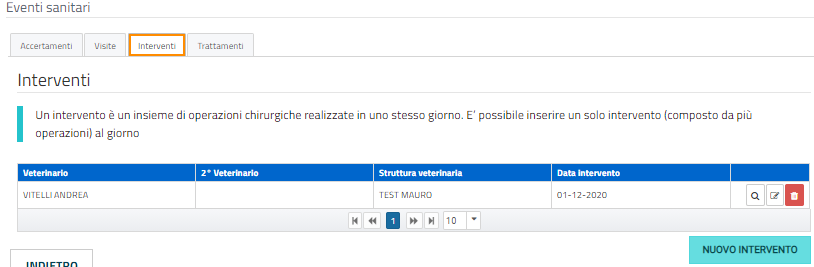 Eventi sanitari
Accertamenti Visite Interventi Trattamenti
Interventi
Un intervento è un insieme di operazioni chirurgiche realizzate in uno stesso giorno. E' possibile inserire un solo intervento (composto da più
operazioni) al giorno
Veterinario 2° Veterinario Struttura veterinaria Data Intervento
VITELLI ANDREA TEST MAURO 01-12-2020
1 10
NUOVO INTERVENTO
INDIETRO